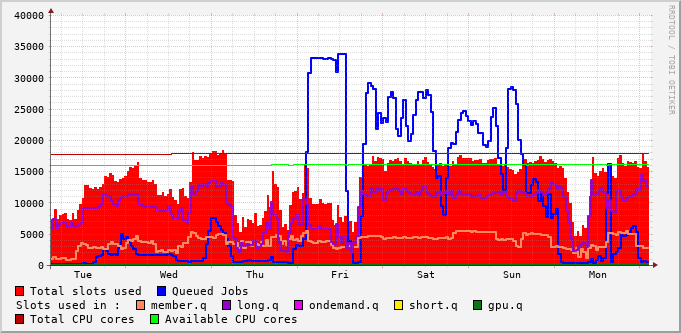 40000
35000
30000
25000
20000
15000
10000
5000
0
Tue Wed Thu Fri Sat Sun Mon
RRDTOOL / TOBI OETIKER
Total slots used Queued Jobs
Slots used in : member.q long.q ondemand.q short.q gpu.q
Total CPU cores Available CPU cores